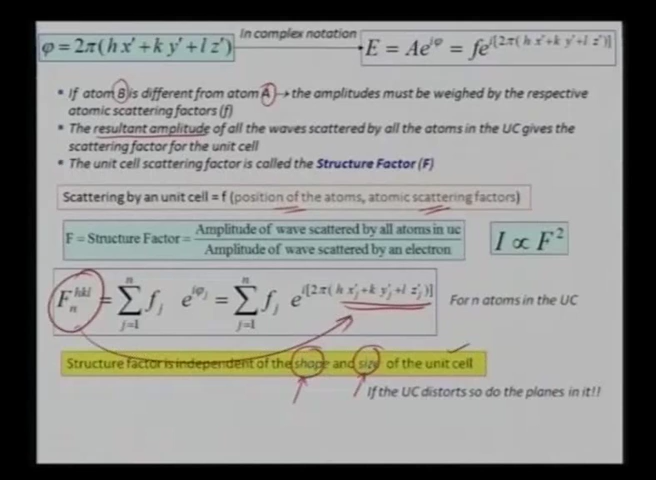 φ = 2π(h x′ + k y′ + l z′)
In complex notation
E = Ae^{iφ} = fe^{i[2π(h x′+k y′+l z′)]}
▪ If atom B is different from atom A → the amplitudes must be weighed by the respective
atomic scattering factors (f)
▪ The resultant amplitude of all the waves scattered by all the atoms in the UC gives the
scattering factor for the unit cell
▪ The unit cell scattering factor is called the Structure Factor (F)
Scattering by an unit cell = f (position of the atoms, atomic scattering factors)
F = Structure Factor = \frac{Amplitude of wave scattered by all atoms in uc}{Amplitude of wave scattered by an electron}
I ∝ F²
F_n^{hkl} = \sum_{j=1}^{n} f_j e^{iφ_j} = \sum_{j=1}^{n} f_j e^{i[2π(h x′_j+k y′_j+l z′_j)]}
For n atoms in the UC
Structure factor is independent of the shape and size of the unit cell
If the UC distorts so do the planes in it!!